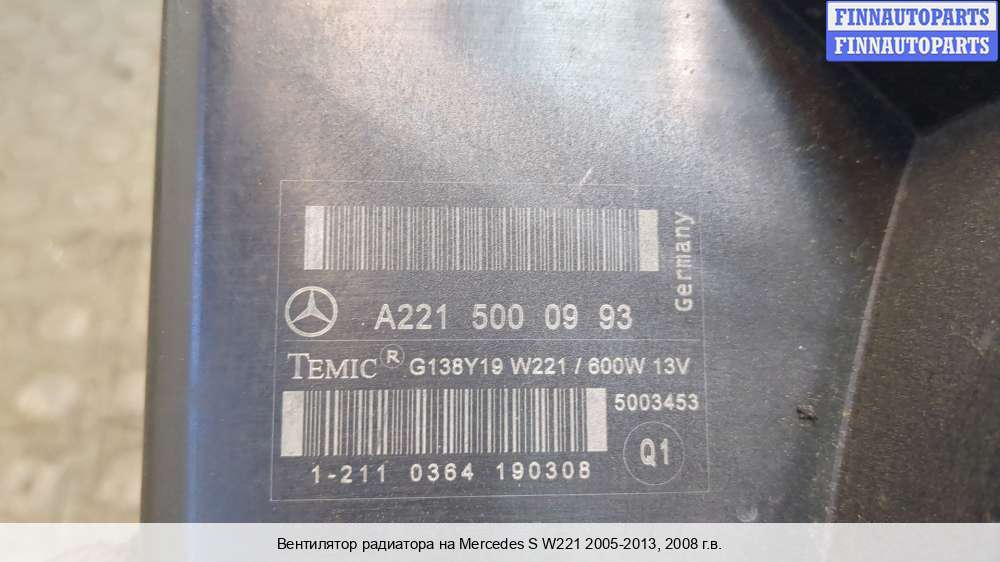 FINNAUTOPARTS
FINNAUTOPARTS
Germany
A221 500 09 93
TEMIC ® G138Y19 W221 / 600W 13V
5003453
Q1
1-211 0364 190308
Вентилятор радиатора на Mercedes S W221 2005-2013, 2008 г.в.